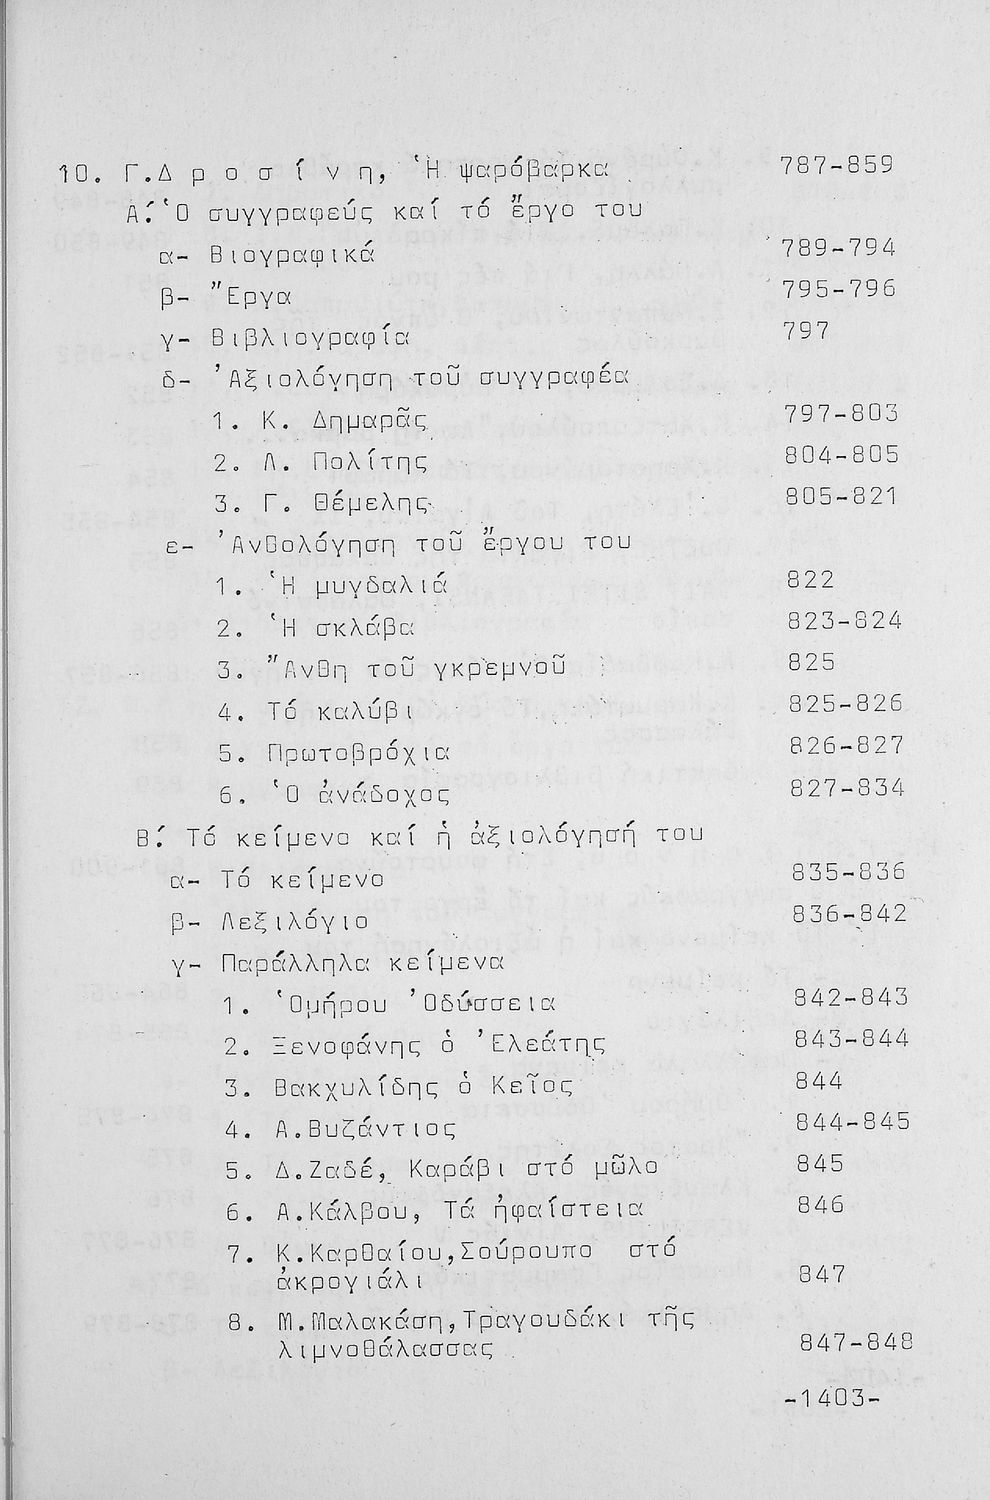 10. Γ.Δ ρ ο σ ί ν η, Ἡ ψαρόβαρκα 787-859
Α΄. Ὁ συγγραφεύς καί τό ἔργο του
α- Βιογραφικά 789-794
β- Ἔργα 795-796
γ- Βιβλιογραφία 797
δ- Ἀξιολόγηση τοῦ συγγραφέα
1. Κ. Δημαρᾶς 797-803
2. Λ. Πολίτης 804-805
3. Γ. Θέμελης 805-821
ε- Ἀνθολόγηση τοῦ ἔργου του
1. Ἡ μυγδαλιά 822
2. Ἡ σκλάβα 823-824
3. Ἄνθη τοῦ γκρεμνοῦ 825
4. Τό καλύβι 825-826
5. Πρωτοβρόχια 826-827
6. Ὁ ἀνάδοχος 827-834
Β΄. Τό κείμενο καί ἡ ἀξιολόγησή του
α- Τό κείμενο 835-836
β- Λεξιλόγιο 836-842
γ- Παράλληλα κείμενα
1. Ὁμήρου Ὀδύσσεια 842-843
2. Ξενοφάνης ὁ Ἐλεάτης 843-844
3. Βακχυλίδης ὁ Κεῖος 844
4. Α.Βυζάντιος 844-845
5. Δ.Ζαδέ, Καράβι στό μῶλο 845
6. Α.Κάλβου, Τά ἡφαίστεια 846
7. Κ.Καρθαίου,Σούρουπο στό
ἀκρογιάλι 847
8. Μ.Μαλακάση,Τραγουδάκι τῆς
λιμνοθάλασσας 847-848
-1403-